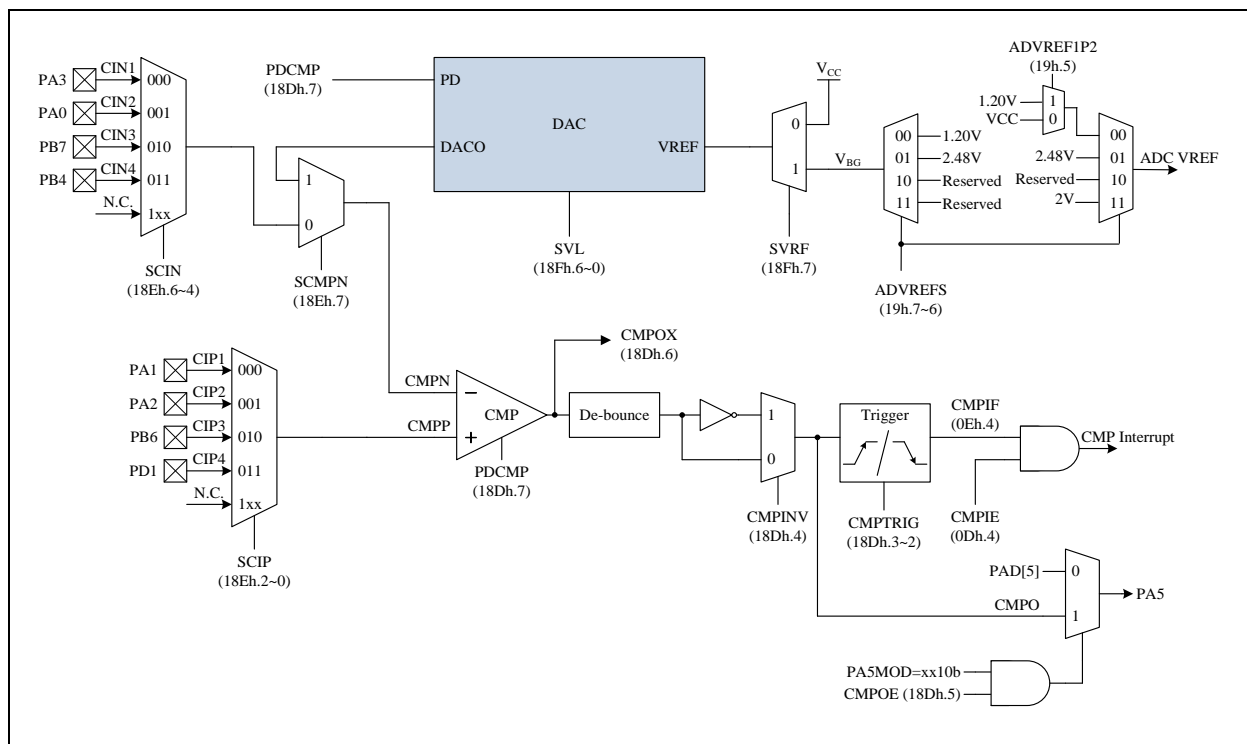 PA3 CIN1 000
PA0 CIN2 001
PB7 CIN3 010
PB4 CIN4 011
N.C. 1xx
SCIN
(18Eh.6~4)
PDCMP
(18Dh.7)
PD
DAC
DACO
VREF
1
0
SCMPN
(18Eh.7)
SVL
(18Fh.6~0)
VCC
0
1
VBG
SVRF
(18Fh.7)
00 1.20V
01 2.48V
10 Reserved
11 Reserved
ADVREF1P2
(19h.5)
1.20V 1
VCC 0
00
2.48V 01
Reserved 10
2V 11
ADC VREF
ADVREFS
(19h.7~6)
PA1 CIP1 000
PA2 CIP2 001
PB6 CIP3 010
PD1 CIP4 011
N.C. 1xx
SCIP
(18Eh.2~0)
CMPN
CMPP
−
+
CMP
PDCMP
(18Dh.7)
CMPOX
(18Dh.6)
De-bounce
1
0
CMPINV
(18Dh.4)
Trigger
CMPTRIG
(18Dh.3~2)
CMPIF
(0Eh.4)
CMP Interrupt
CMPIE
(0Dh.4)
PAD[5] 0
CMPO 1
PA5
PA5MOD=xx10b
CMPOE (18Dh.5)